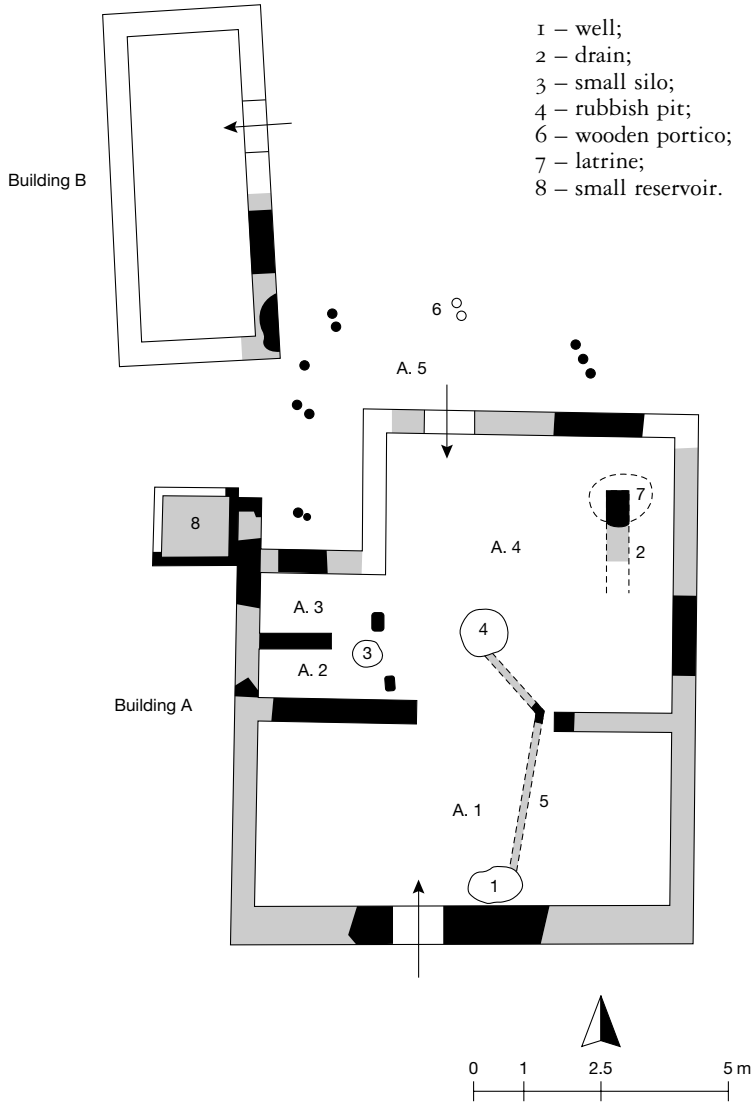 1 – well;
2 – drain;
3 – small silo;
4 – rubbish pit;
6 – wooden portico;
7 – latrine;
8 – small reservoir.
Building B
6
A. 5
7
8
A. 4
2
A. 3
4
3
A. 2
Building A
5
A. 1
1
0 1 2.5 5 m